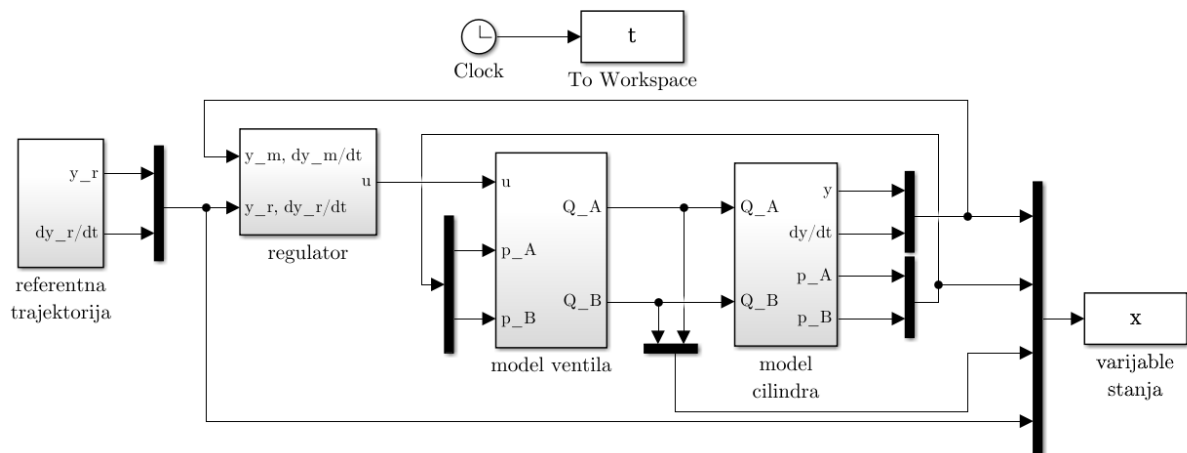 t
Clock
To Workspace
y_r
dy_r/dt
referentna
trajektorija
y_m, dy_m/dt
u
y_r, dy_r/dt
regulator
u
p_A
p_B
Q_A
Q_B
model ventila
Q_A
Q_B
y
dy/dt
p_A
p_B
model
cilindra
x
varijable
stanja